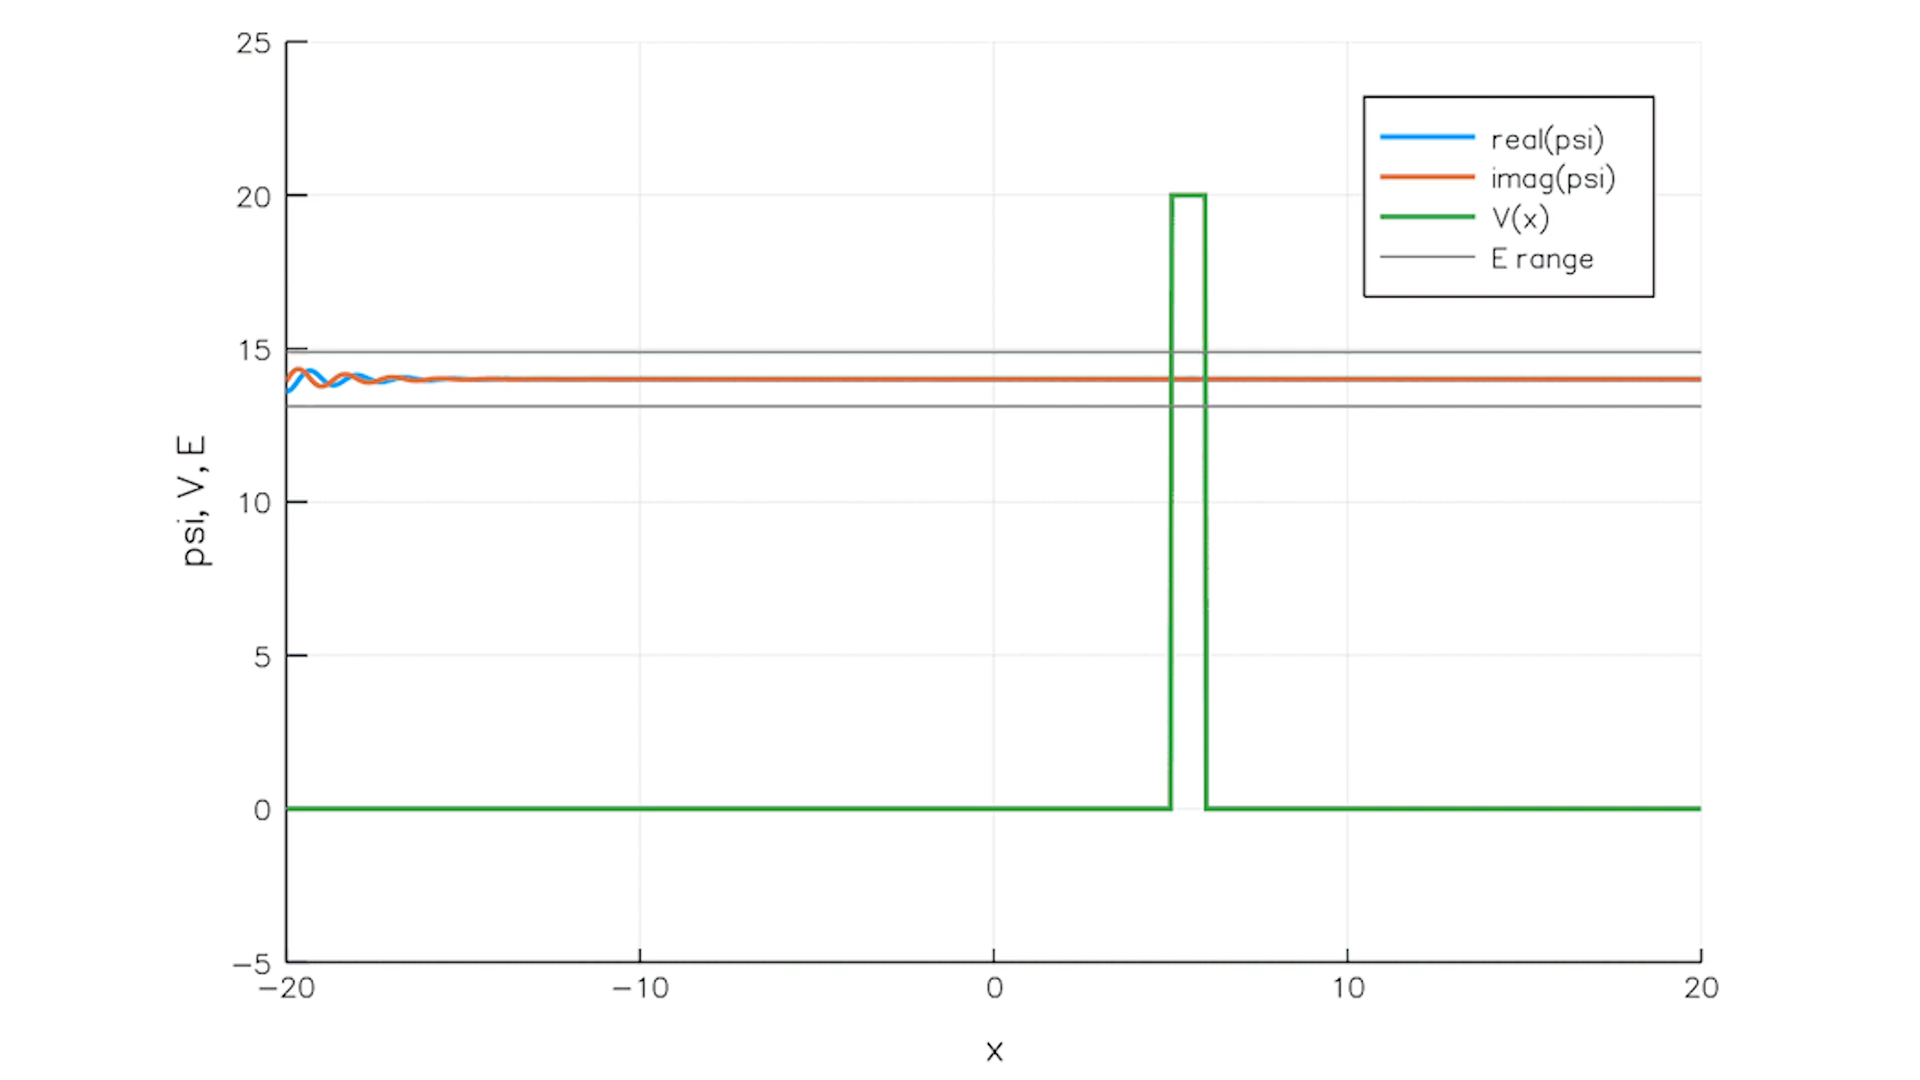 25
20
15
10
5
0
−5
−20
−10
0
10
20
x
psi, V, E
real(psi)
imag(psi)
V(x)
E range